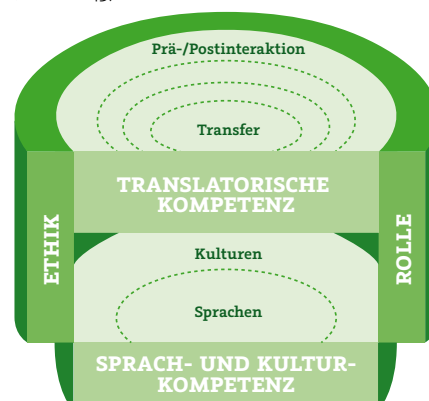 Prä-/Postinteraktion
Transfer
TRANSLATORISCHE
KOMPETENZ
ETHIK
ROLLE
Kulturen
Sprachen
SPRACH- UND KULTUR-
KOMPETENZ